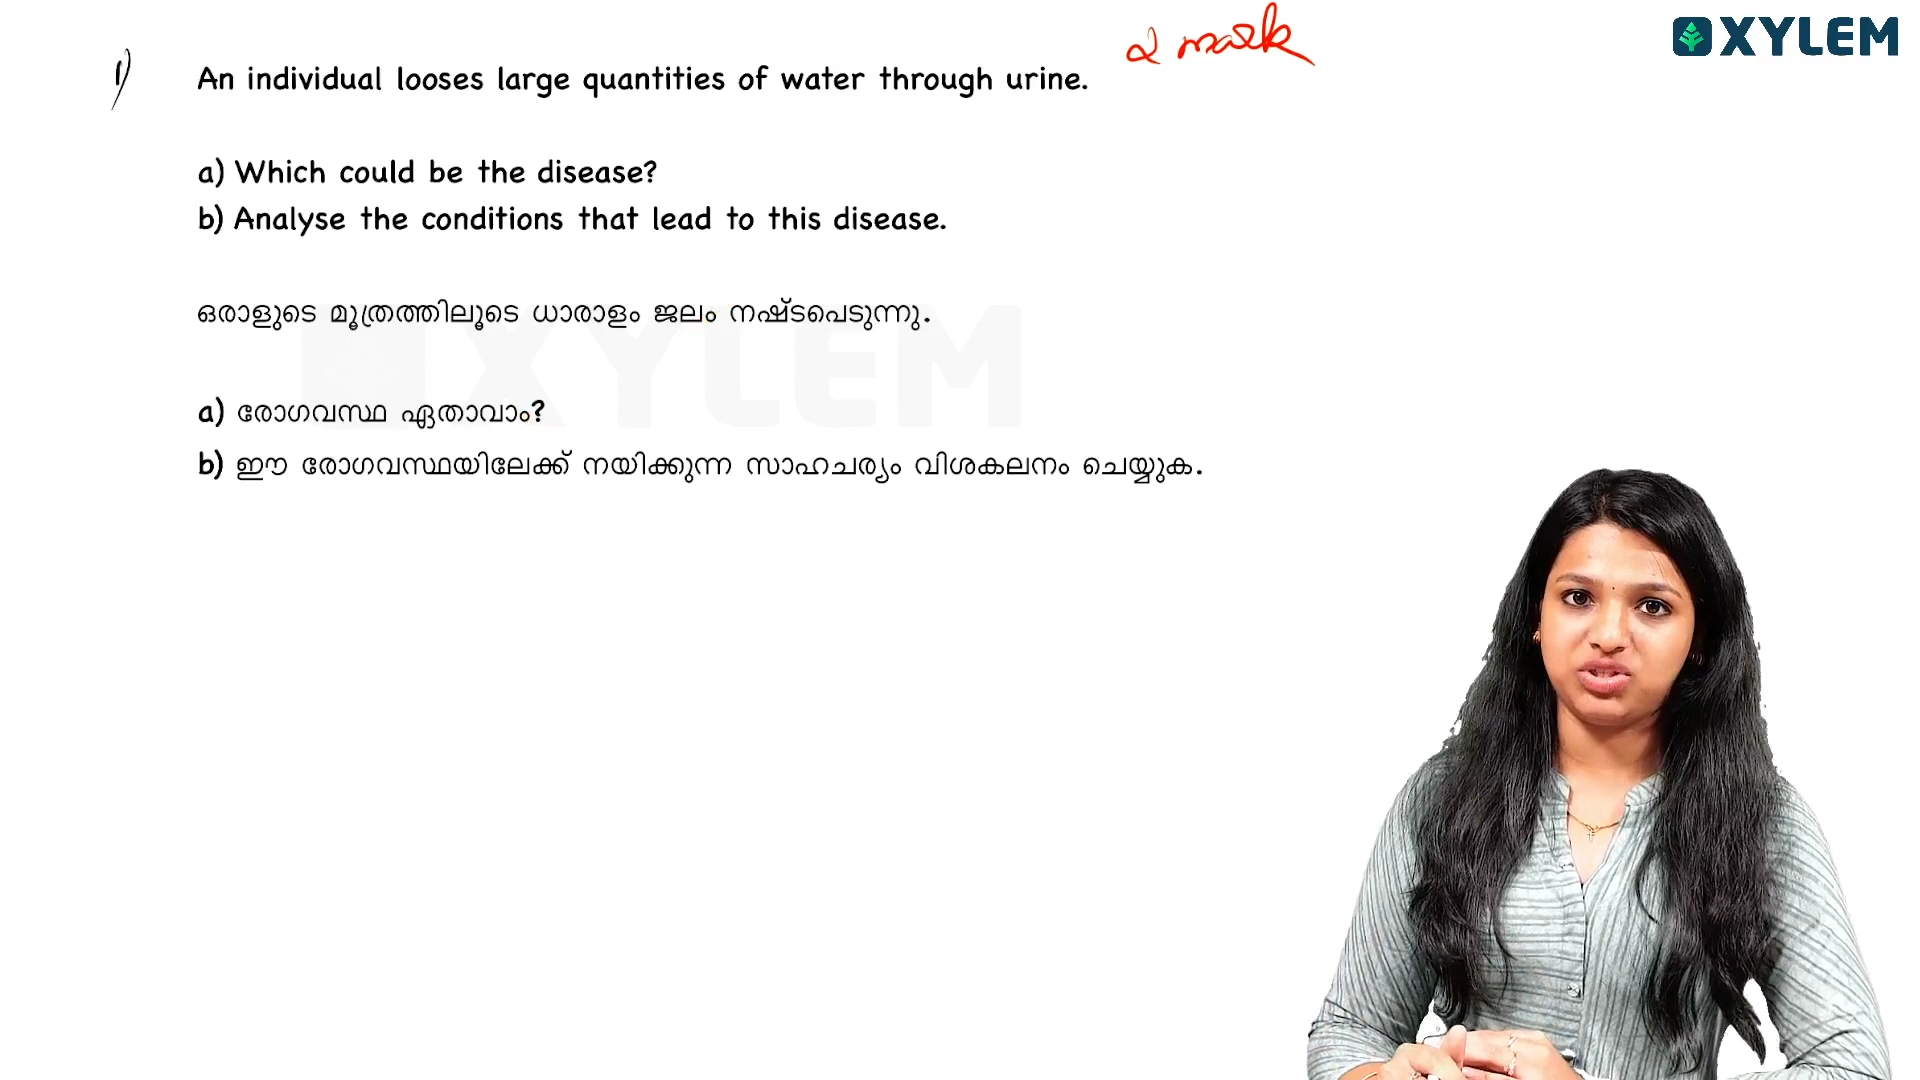 2 mark
XYLEM
1)
An individual looses large quantities of water through urine.
a) Which could be the disease?
b) Analyse the conditions that lead to this disease.
ഒരാളുടെ മൂത്രത്തിലൂടെ ധാരാളം ജലം നഷ്ടപെടുന്നു.
XYLEM
a) രോഗവസ്ഥ ഏതാവാം?
b) ഈ രോഗവസ്ഥയിലേക്ക് നയിക്കുന്ന സാഹചര്യം വിശകലനം ചെയ്യുക.